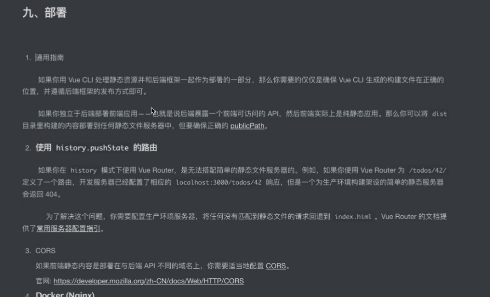 九、部署
1. 通用指南
如果你用 Vue CLI 处理静态资源并和后端框架一起作为部署的一部分，那么你需要的仅仅是确保 Vue CLI 生成的构建文件在正确的
位置，并遵循后端框架的发布方式即可。
如果你独立于后端部署前端应用——也就是说后端暴露一个前端可访问的 API，然后前端实际上是纯静态应用。那么你可以将 dist
目录里构建的内容部署到任何静态文件服务器中，但要确保正确的 publicPath。
2. 使用 history.pushState 的路由
如果你在 history 模式下使用 Vue Router，是无法搭配简单的静态文件服务器的。例如，如果你使用 Vue Router 为 /todos/42/
定义了一个路由，开发服务器已经配置了相应的 localhost:3000/todos/42 响应，但是一个为生产环境构建架设的简单的静态服务器
会返回 404。
为了解决这个问题，你需要配置生产环境服务器，将任何没有匹配到静态文件的请求回退到 index.html。Vue Router 的文档提
供了常用服务器配置指引。
3. CORS
如果前端静态内容是部署在与后端 API 不同的域名上，你需要适当地配置 CORS。
官网: https://developer.mozilla.org/zh-CN/docs/Web/HTTP/CORS
4. Docker (Nginx)